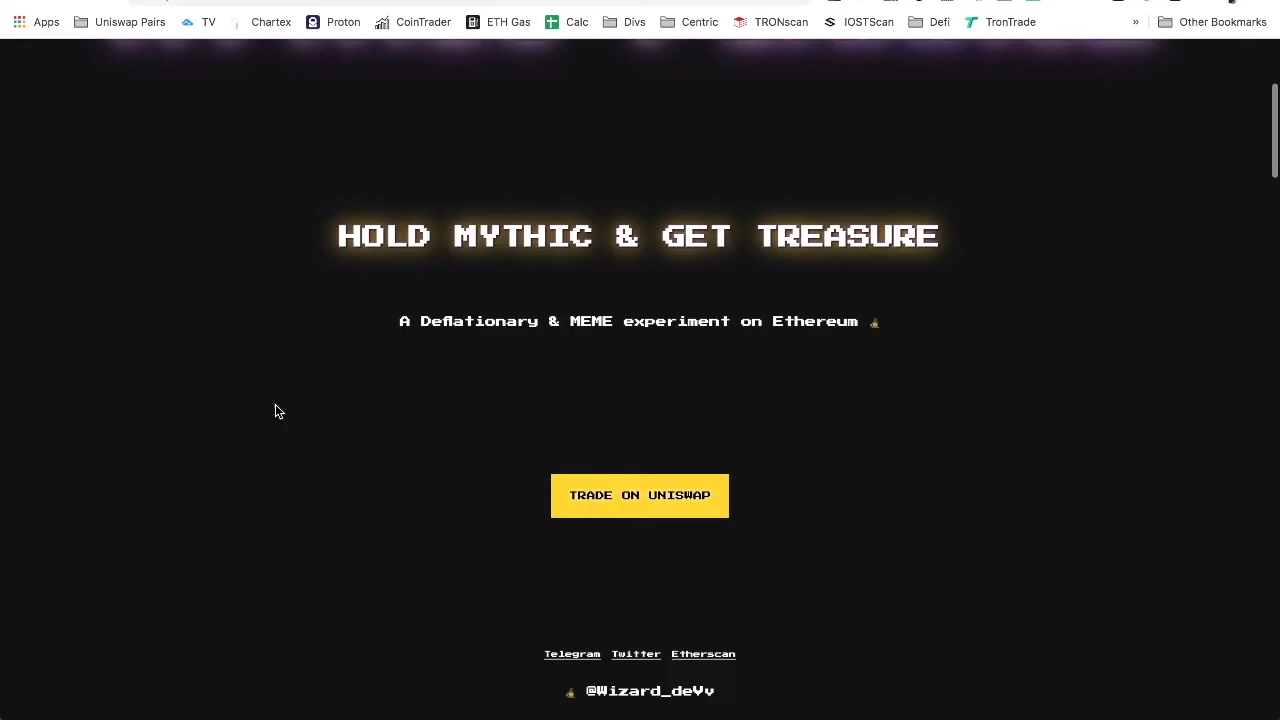 Apps Uniswap Pairs TV Chartex Proton CoinTrader ETH Gas Calc Divs Centric TRONscan IOSTScan Defi TronTrade » Other Bookmarks
HOLD MYTHIC & GET TREASURE
A Deflationary & MEME experiment on Ethereum
TRADE ON UNISWAP
Telegram Twitter Etherscan
@Wizard_deVv